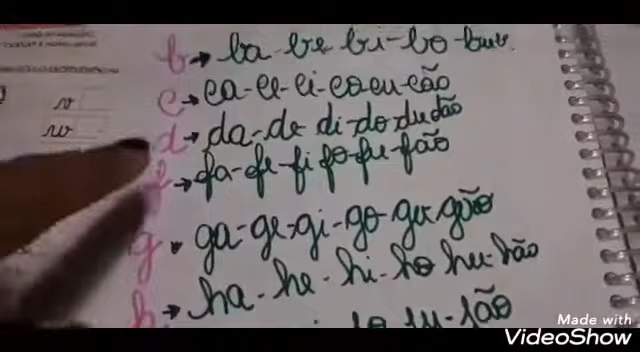 b→ ba-be bi-bo-bu
c→ ca-ce-ci-co cu-cão
d→ da-de di-do du dão
f→ fa-fe-fi fo-fu-fão
g→ ga-ge-gi-go-gu-gão
h→ ha-he-hi-ho hu-hão
v
w
Made with
VideoShow